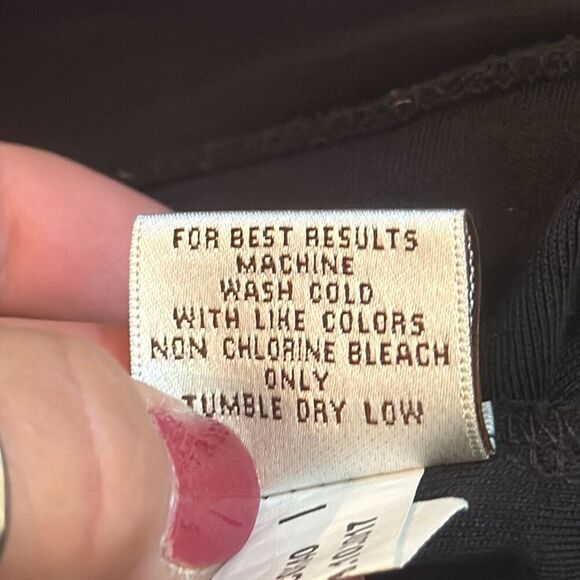 FOR BEST RESULTS
MACHINE
WASH COLD
WITH LIKE COLORS
NON CHLORINE BLEACH
ONLY
TUMBLE DRY LOW